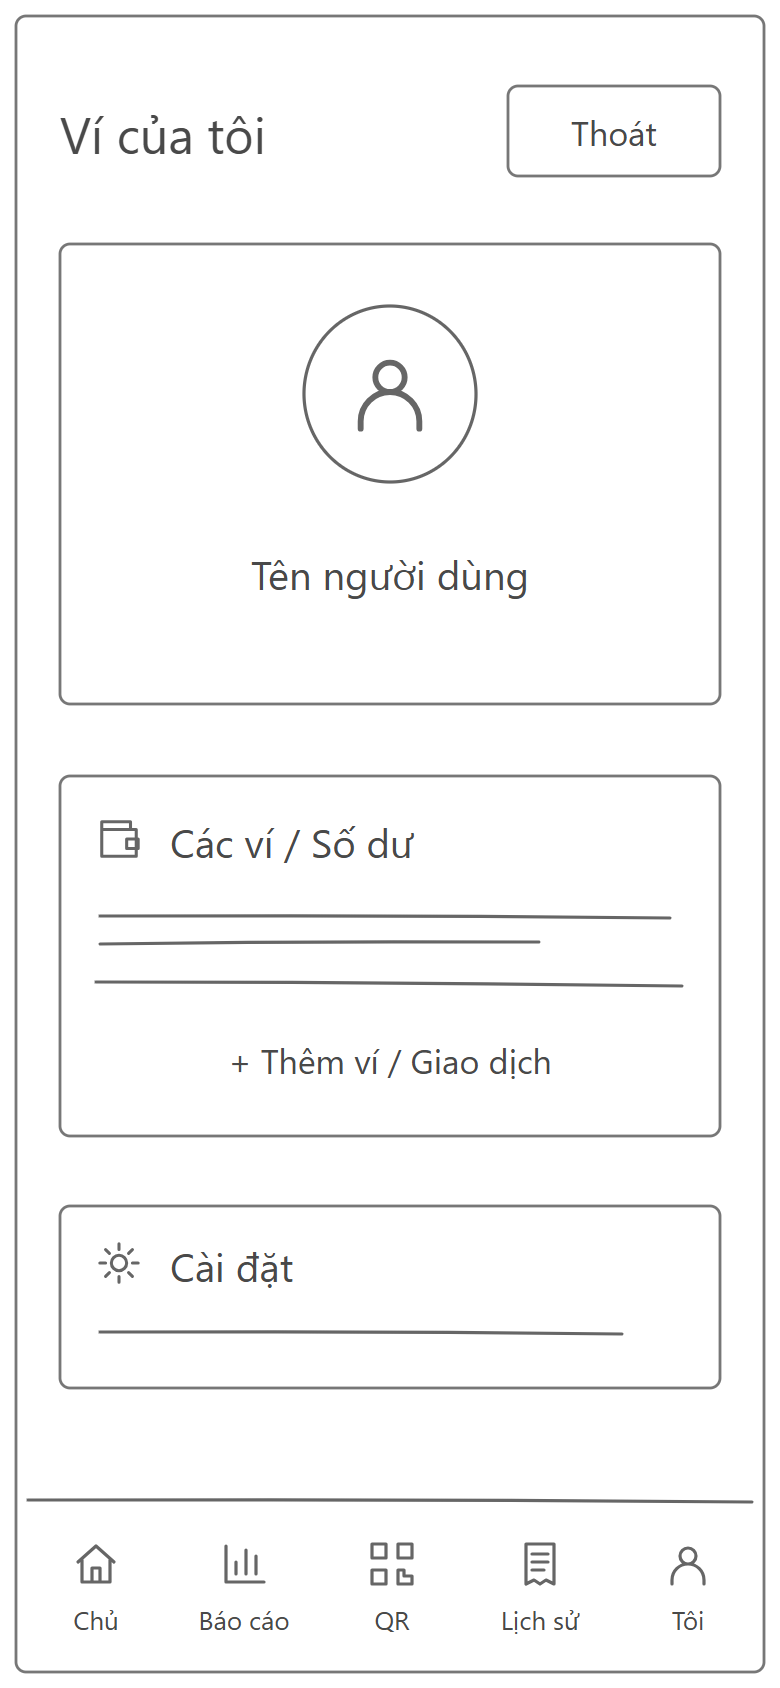 Ví của tôi
Thoát
Tên người dùng
Các ví / Số dư
+ Thêm ví / Giao dịch
Cài đặt
Chủ
Báo cáo
QR
Lịch sử
Tôi